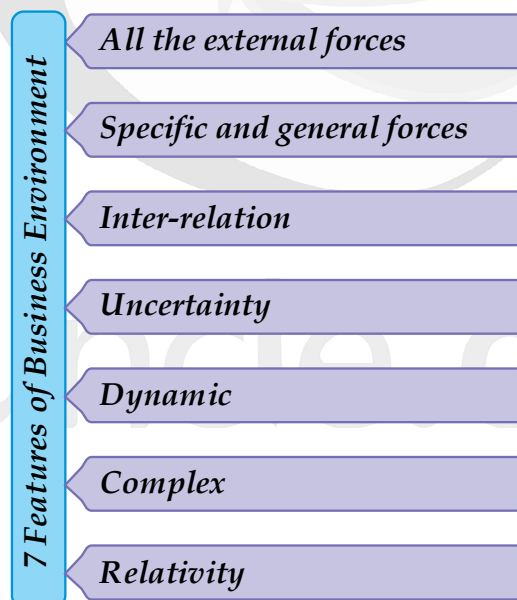 7 Features of Business Environment
All the external forces
Specific and general forces
Inter-relation
Uncertainty
Dynamic
Complex
Relativity